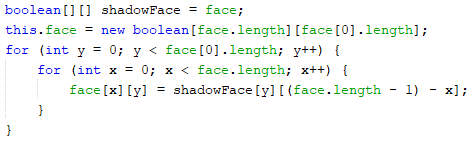 boolean[][] shadowFace = face;
this.face = new boolean[face.length][face[0].length];
for (int y = 0; y < face[0].length; y++) {
    for (int x = 0; x < face.length; x++) {
        face[x][y] = shadowFace[y][(face.length - 1) - x];
    }
}